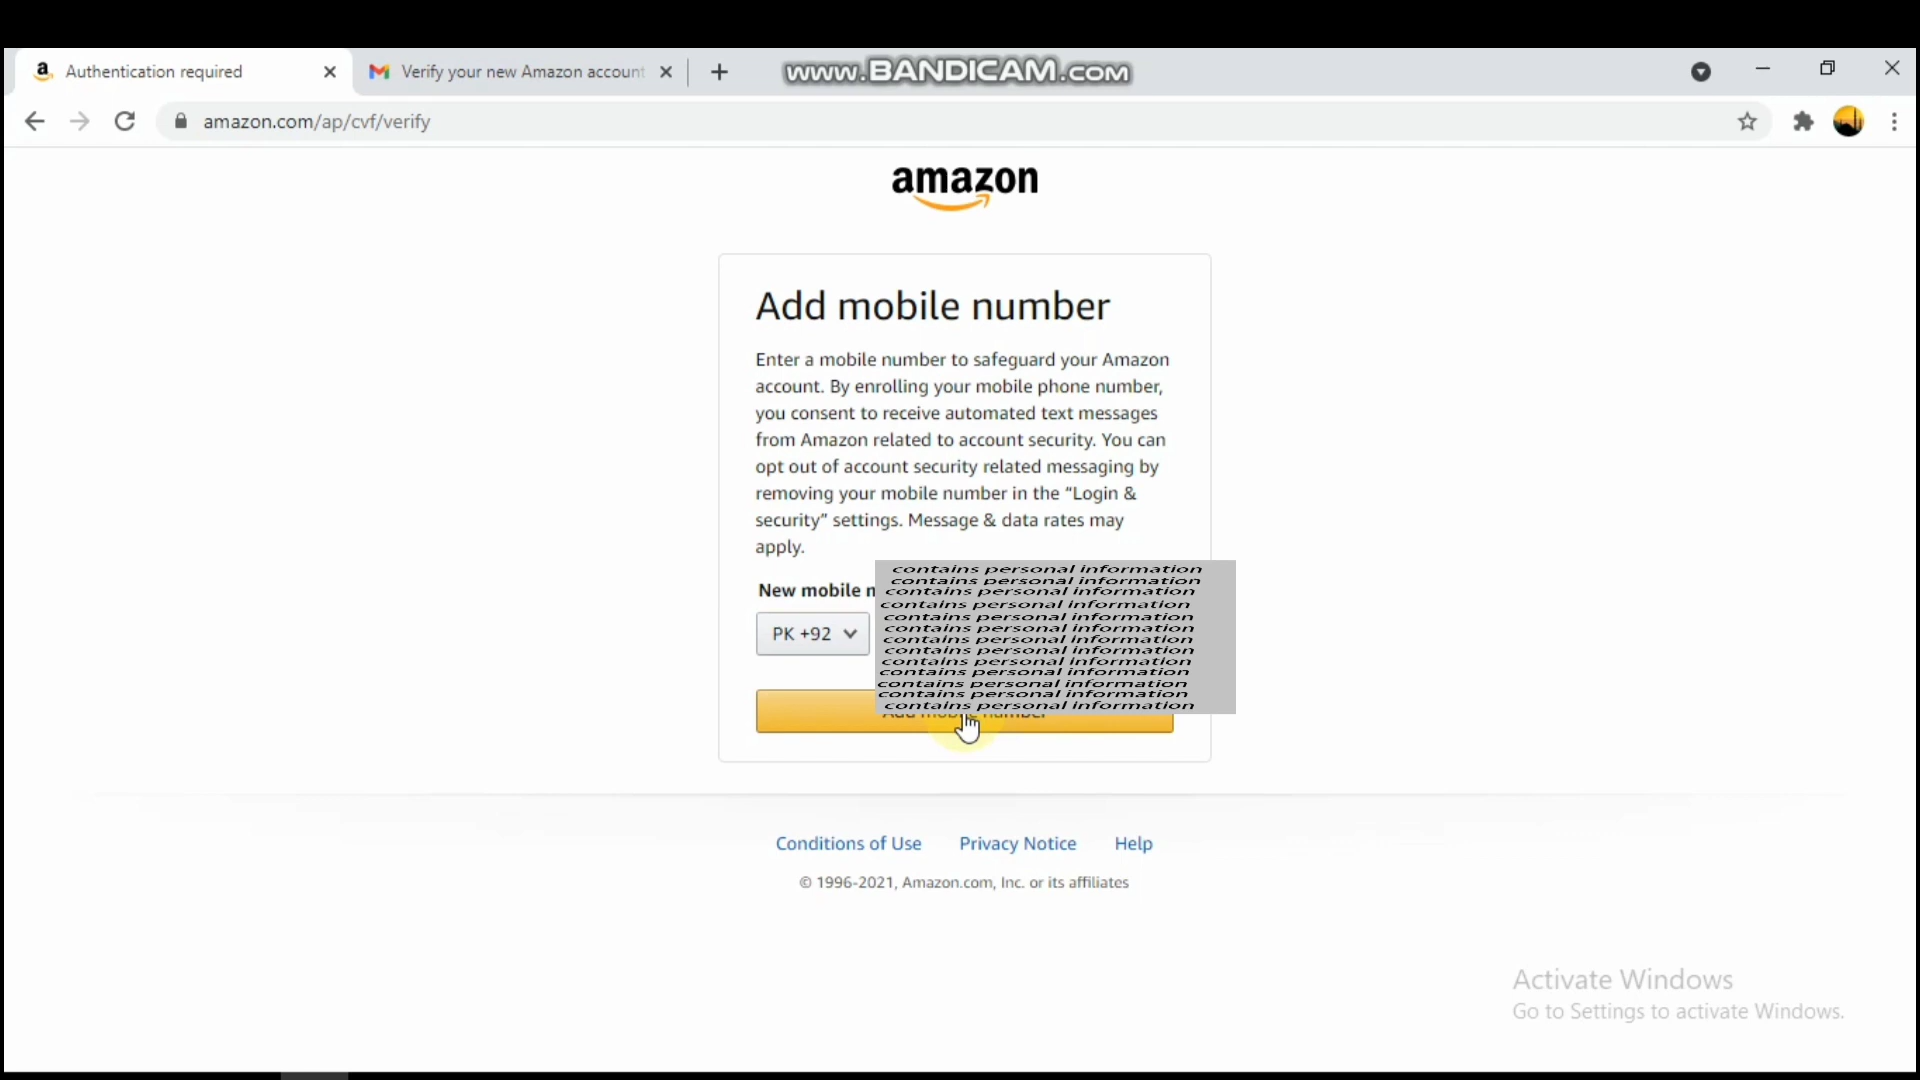 Authentication required
Verify your new Amazon account
www.BANDICAM.com
amazon.com/ap/cvf/verify
amazon
Add mobile number
Enter a mobile number to safeguard your Amazon
account. By enrolling your mobile phone number,
you consent to receive automated text messages
from Amazon related to account security. You can
opt out of account security related messaging by
removing your mobile number in the “Login &
security” settings. Message & data rates may
apply.
contains personal information
contains personal information
New mobile
contains personal information
contains personal information
contains personal information
contains personal information
PK +92
contains personal information
contains personal information
contains personal information
contains personal information
contains personal information
contains personal information
contains personal information
Add mobile number
Conditions of Use Privacy Notice Help
© 1996-2021, Amazon.com, Inc. or its affiliates
Activate Windows
Go to Settings to activate Windows.